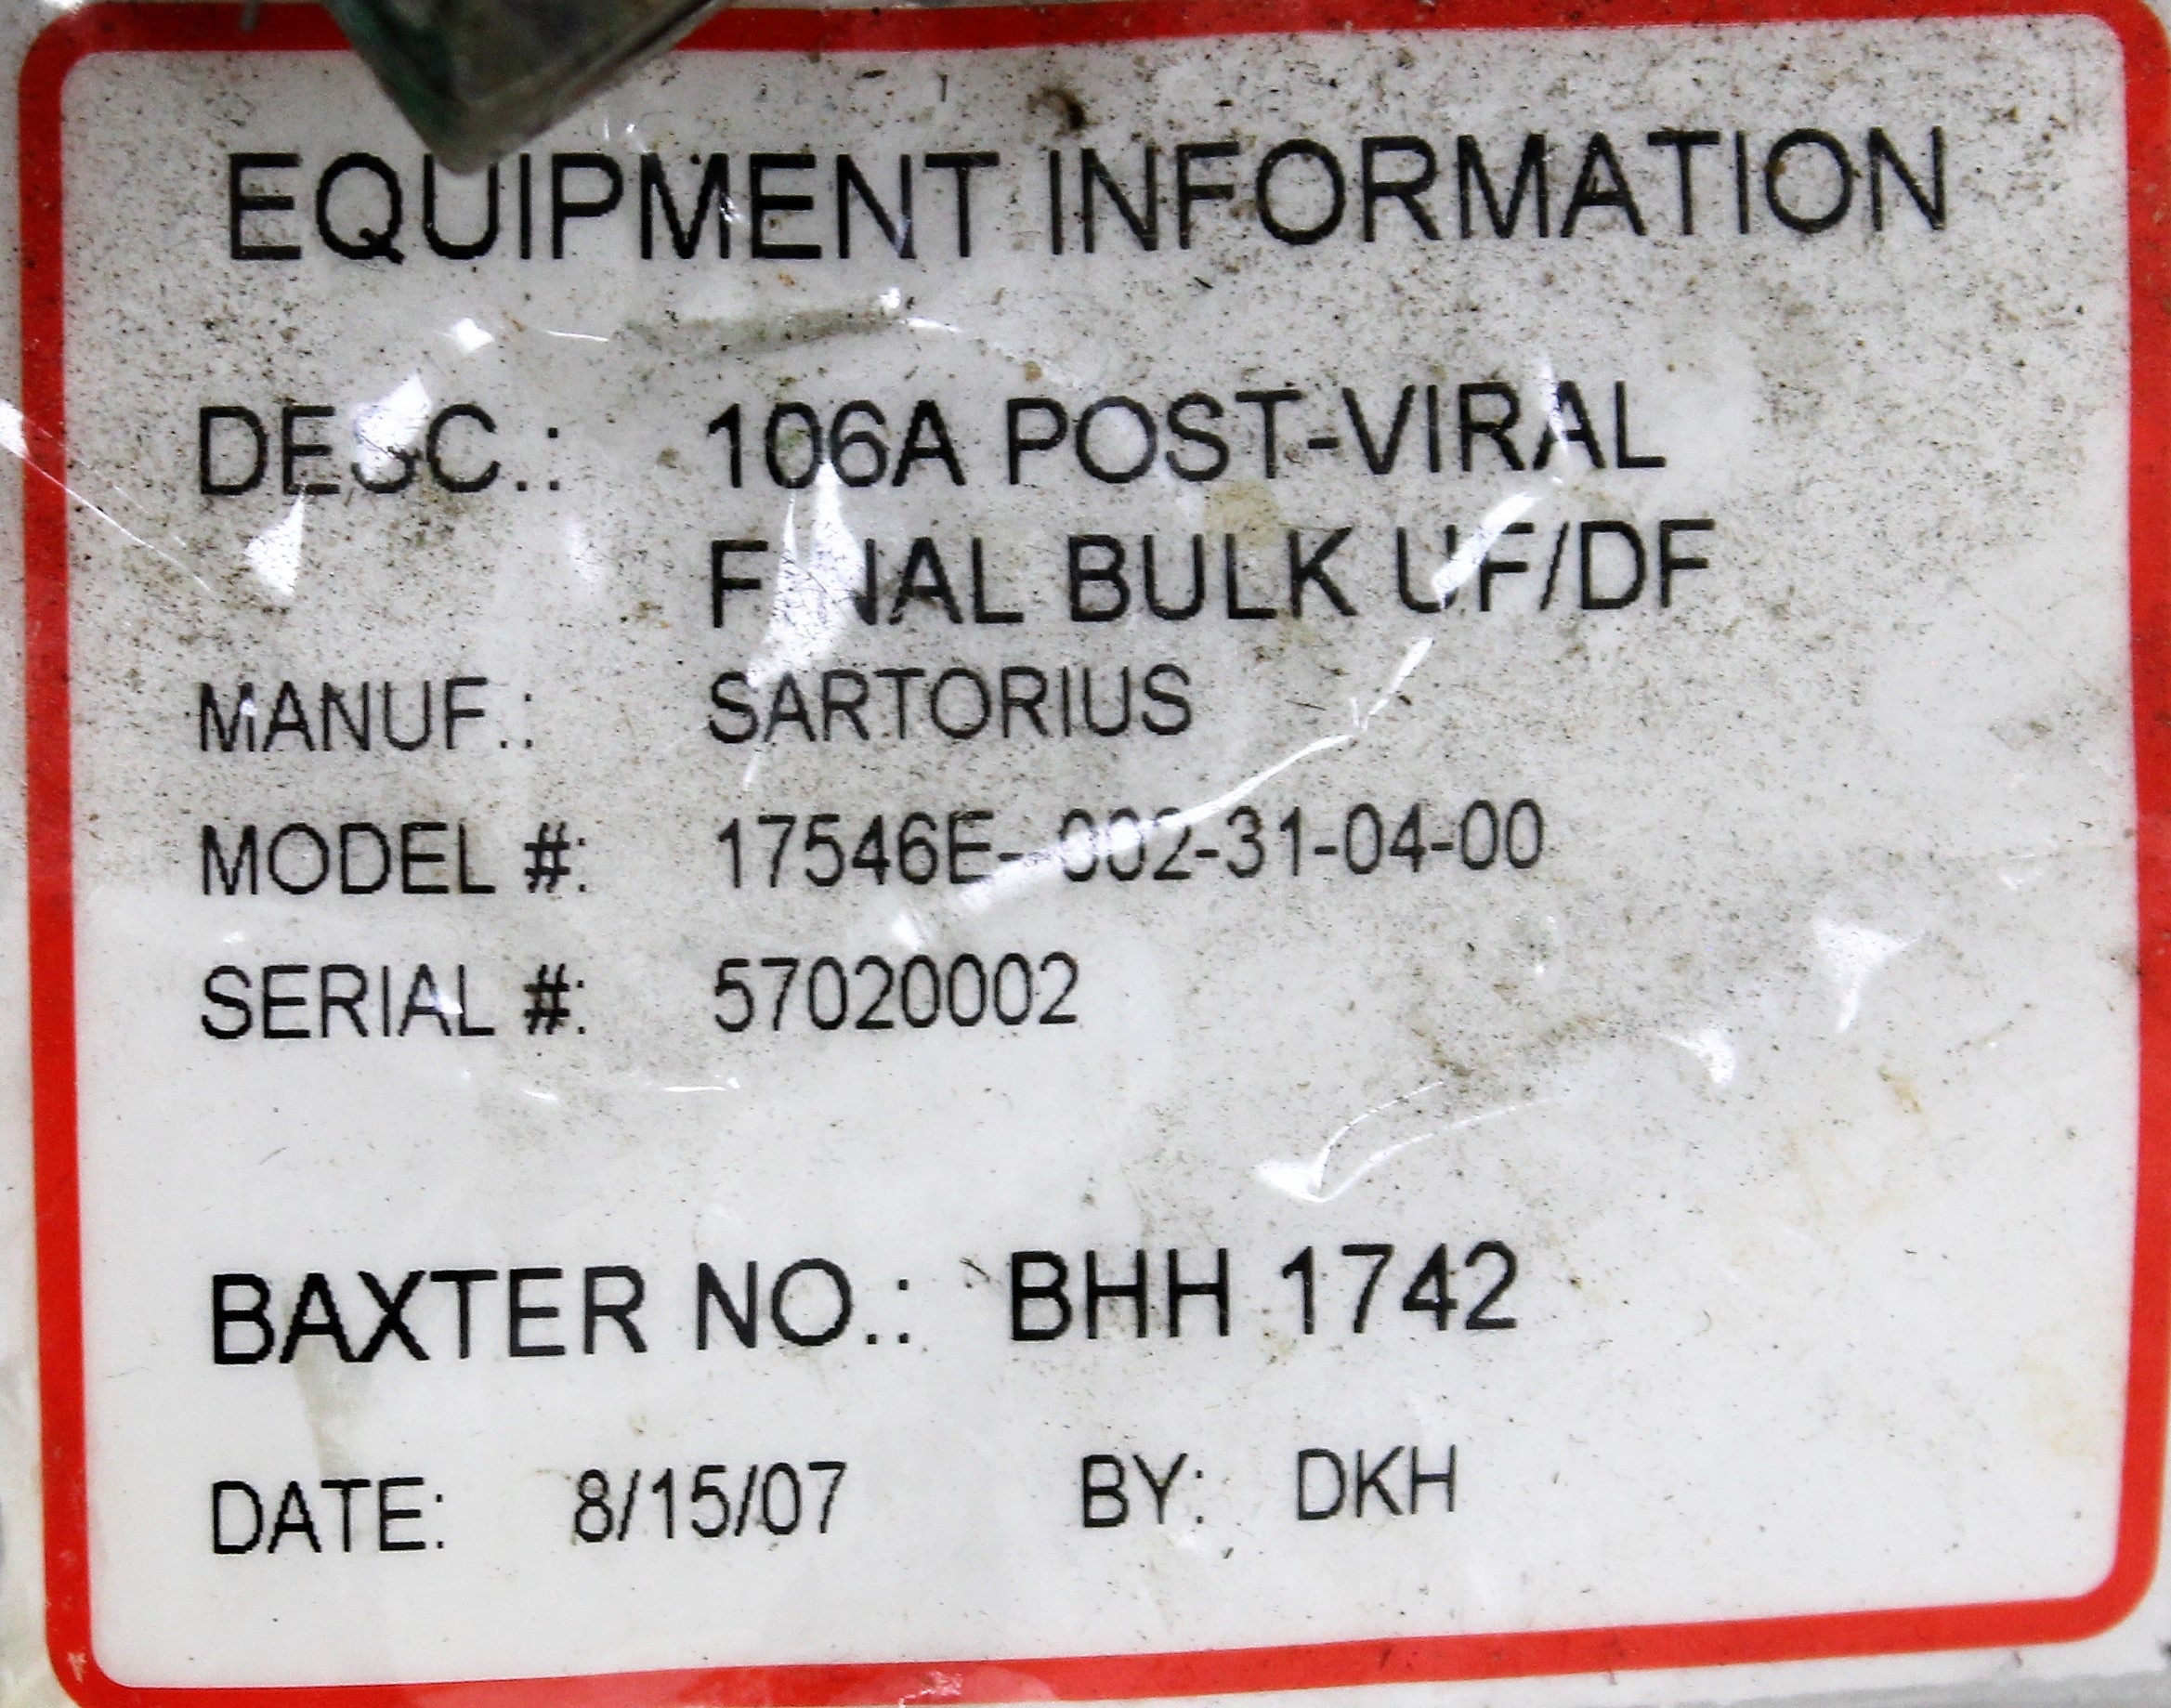 EQUIPMENT INFORMATION
DESC.: 106A POST-VIRAL
FINAL BULK UF/DF
MANUF.: SARTORIUS
MODEL #: 17546E--002-31-04-00
SERIAL #: 57020002
BAXTER NO.: BHH 1742
DATE: 8/15/07 BY: DKH